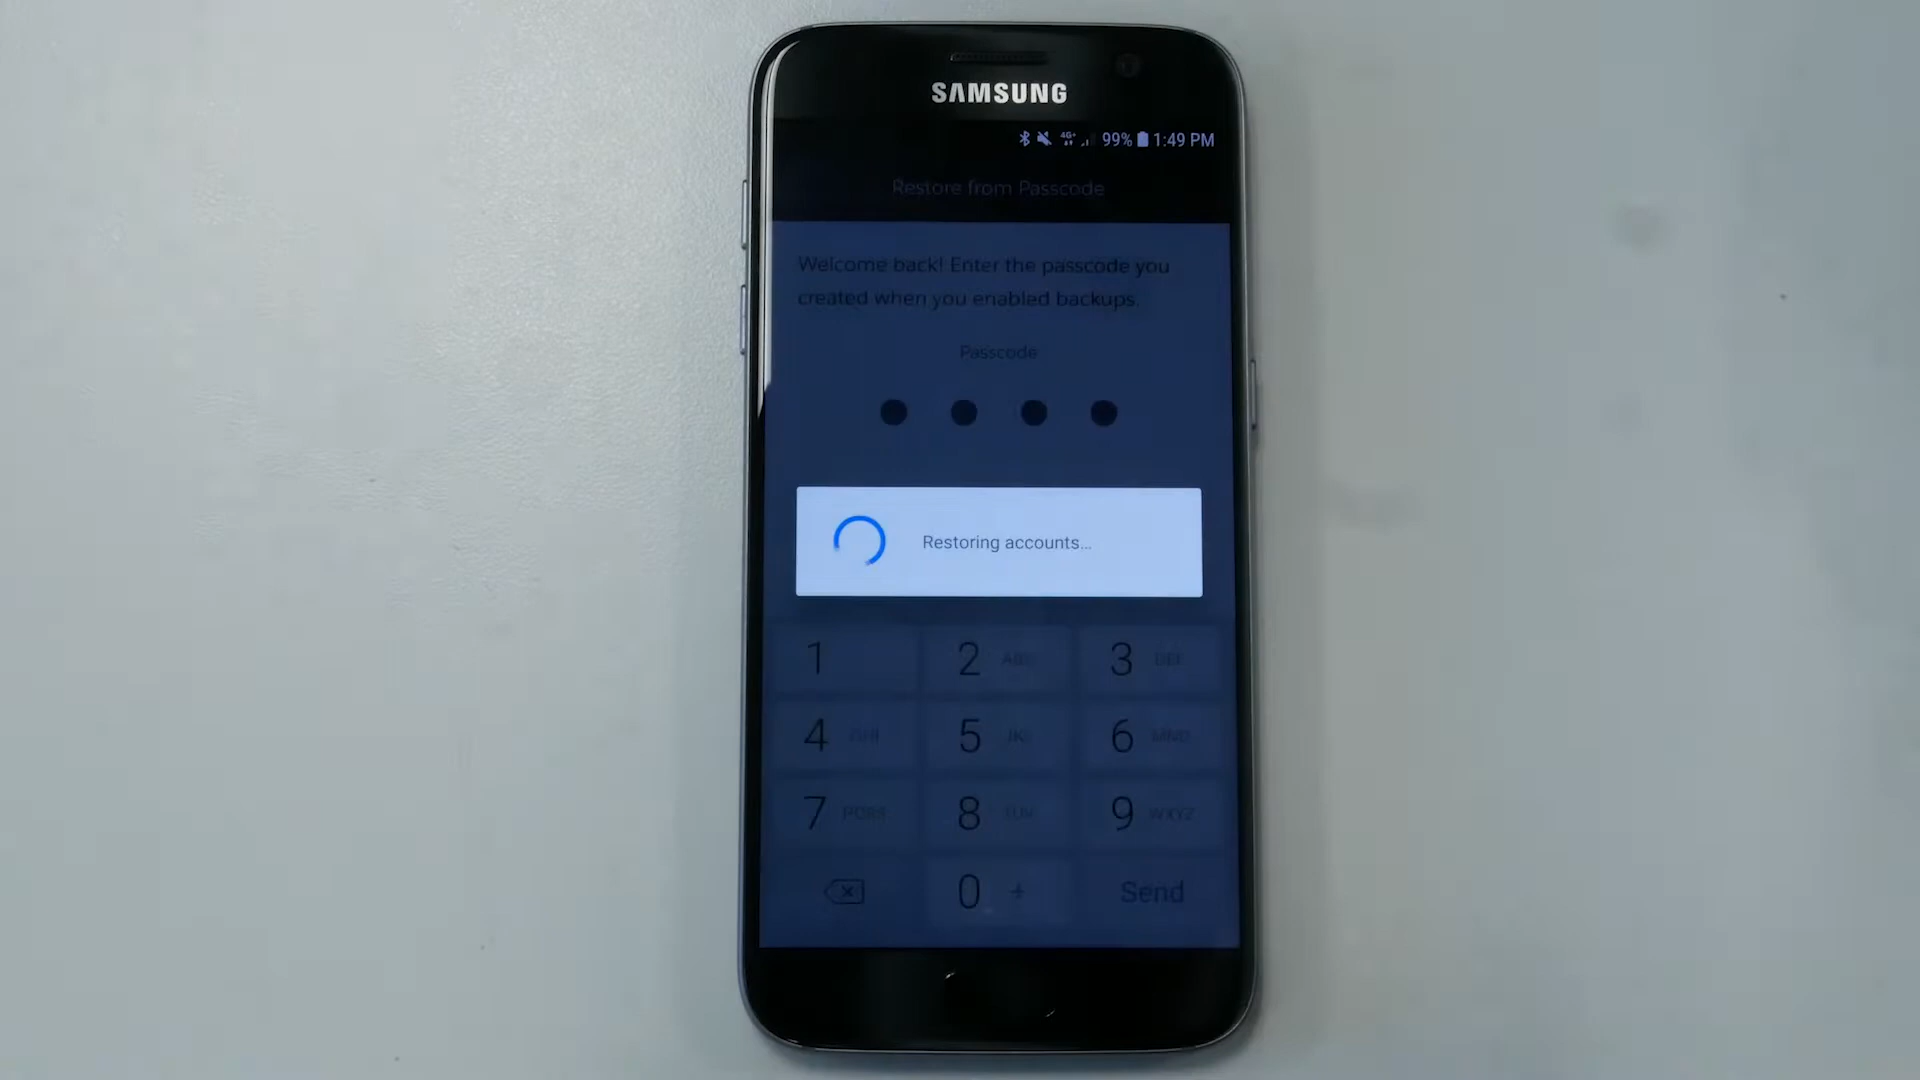 SAMSUNG
4G+ 99% 1:49 PM
Restore from Passcode
Welcome back! Enter the passcode you
created when you enabled backups.
Passcode
Restoring accounts...
1 2 ABC 3 DEF
4 GHI 5 JKL 6 MNO
7 PQRS 8 TUV 9 WXYZ
0 + Send